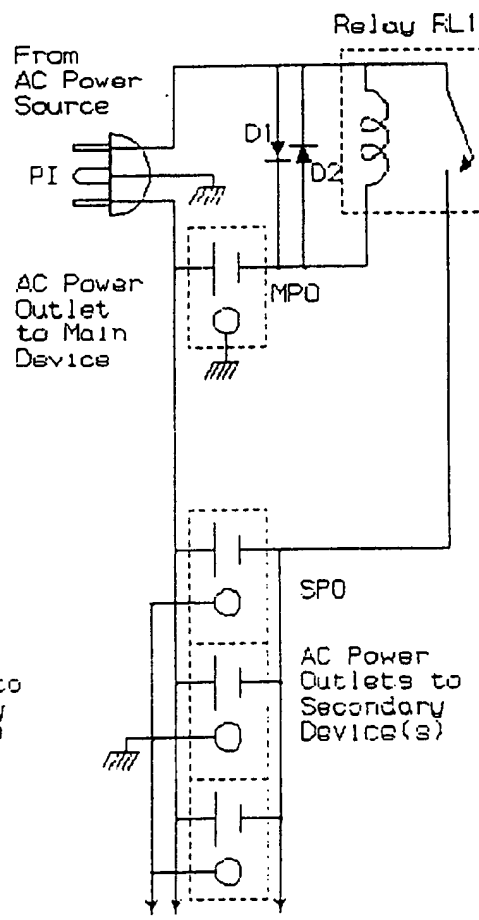 Relay RL1
From
AC Power
Source
D1
D2
PI
MPO
AC Power
Outlet
to Main
Device
SPO
AC Power
Outlets to
Secondary
Device(s)
to
y